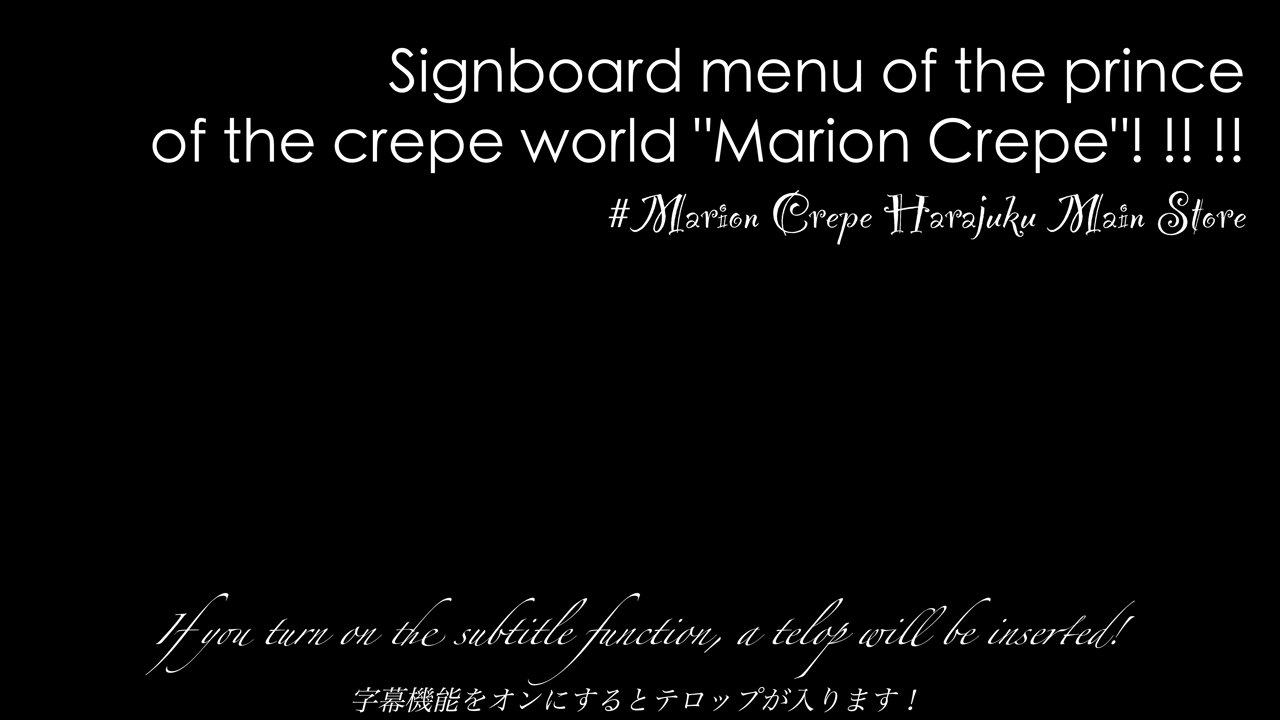 Signboard menu of the prince
of the crepe world "Marion Crepe"! !! !!
#Marion Crepe Harajuku Main Store
If you turn on the subtitle function, a telop will be inserted!
字幕機能をオンにするとテロップが入ります！